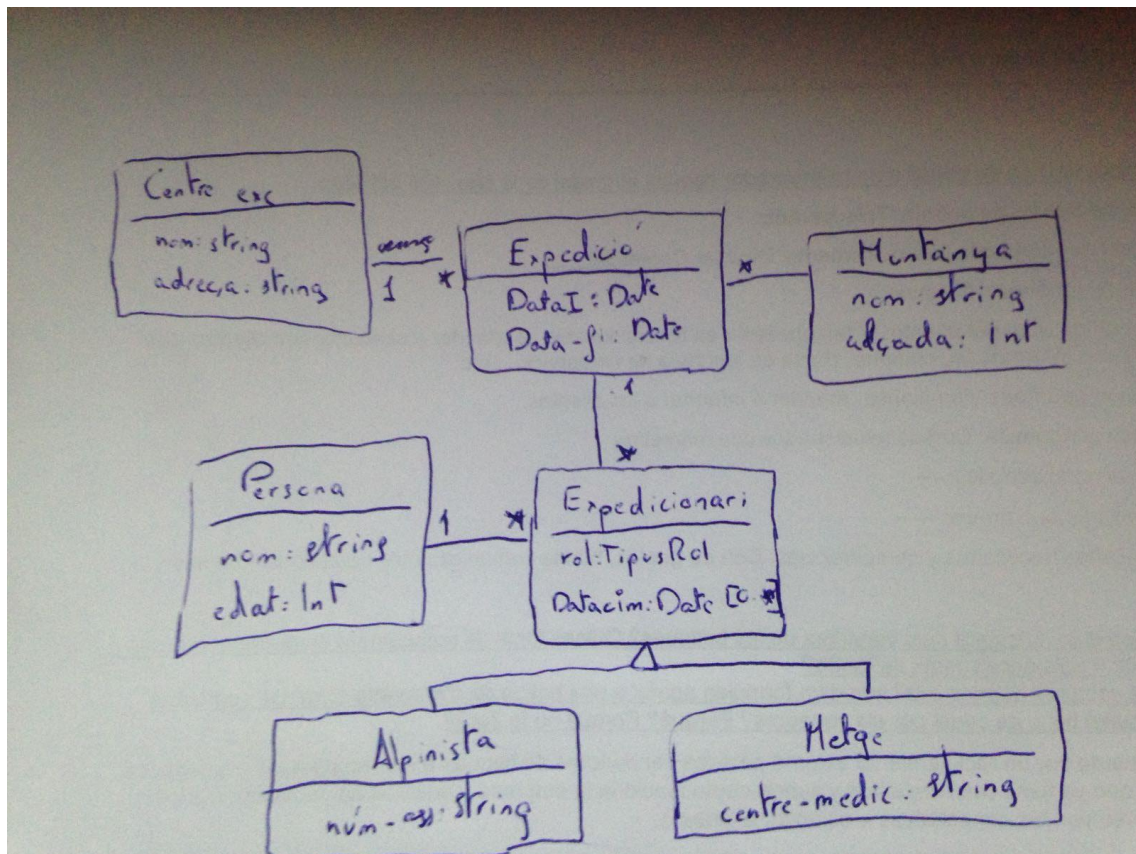 Centre exc
nom: string
adreça: string
1
*
Expedició
DataI: Date
Data-fi: Date
*
Muntanya
nom: string
alçada: Int
1
*
Persona
nom: string
edat: Int
1
*
Expedicionari
rol: TipusRol
Datacim: Date [0..*]
Alpinista
núm-ass: string
Metge
centre-medic: string